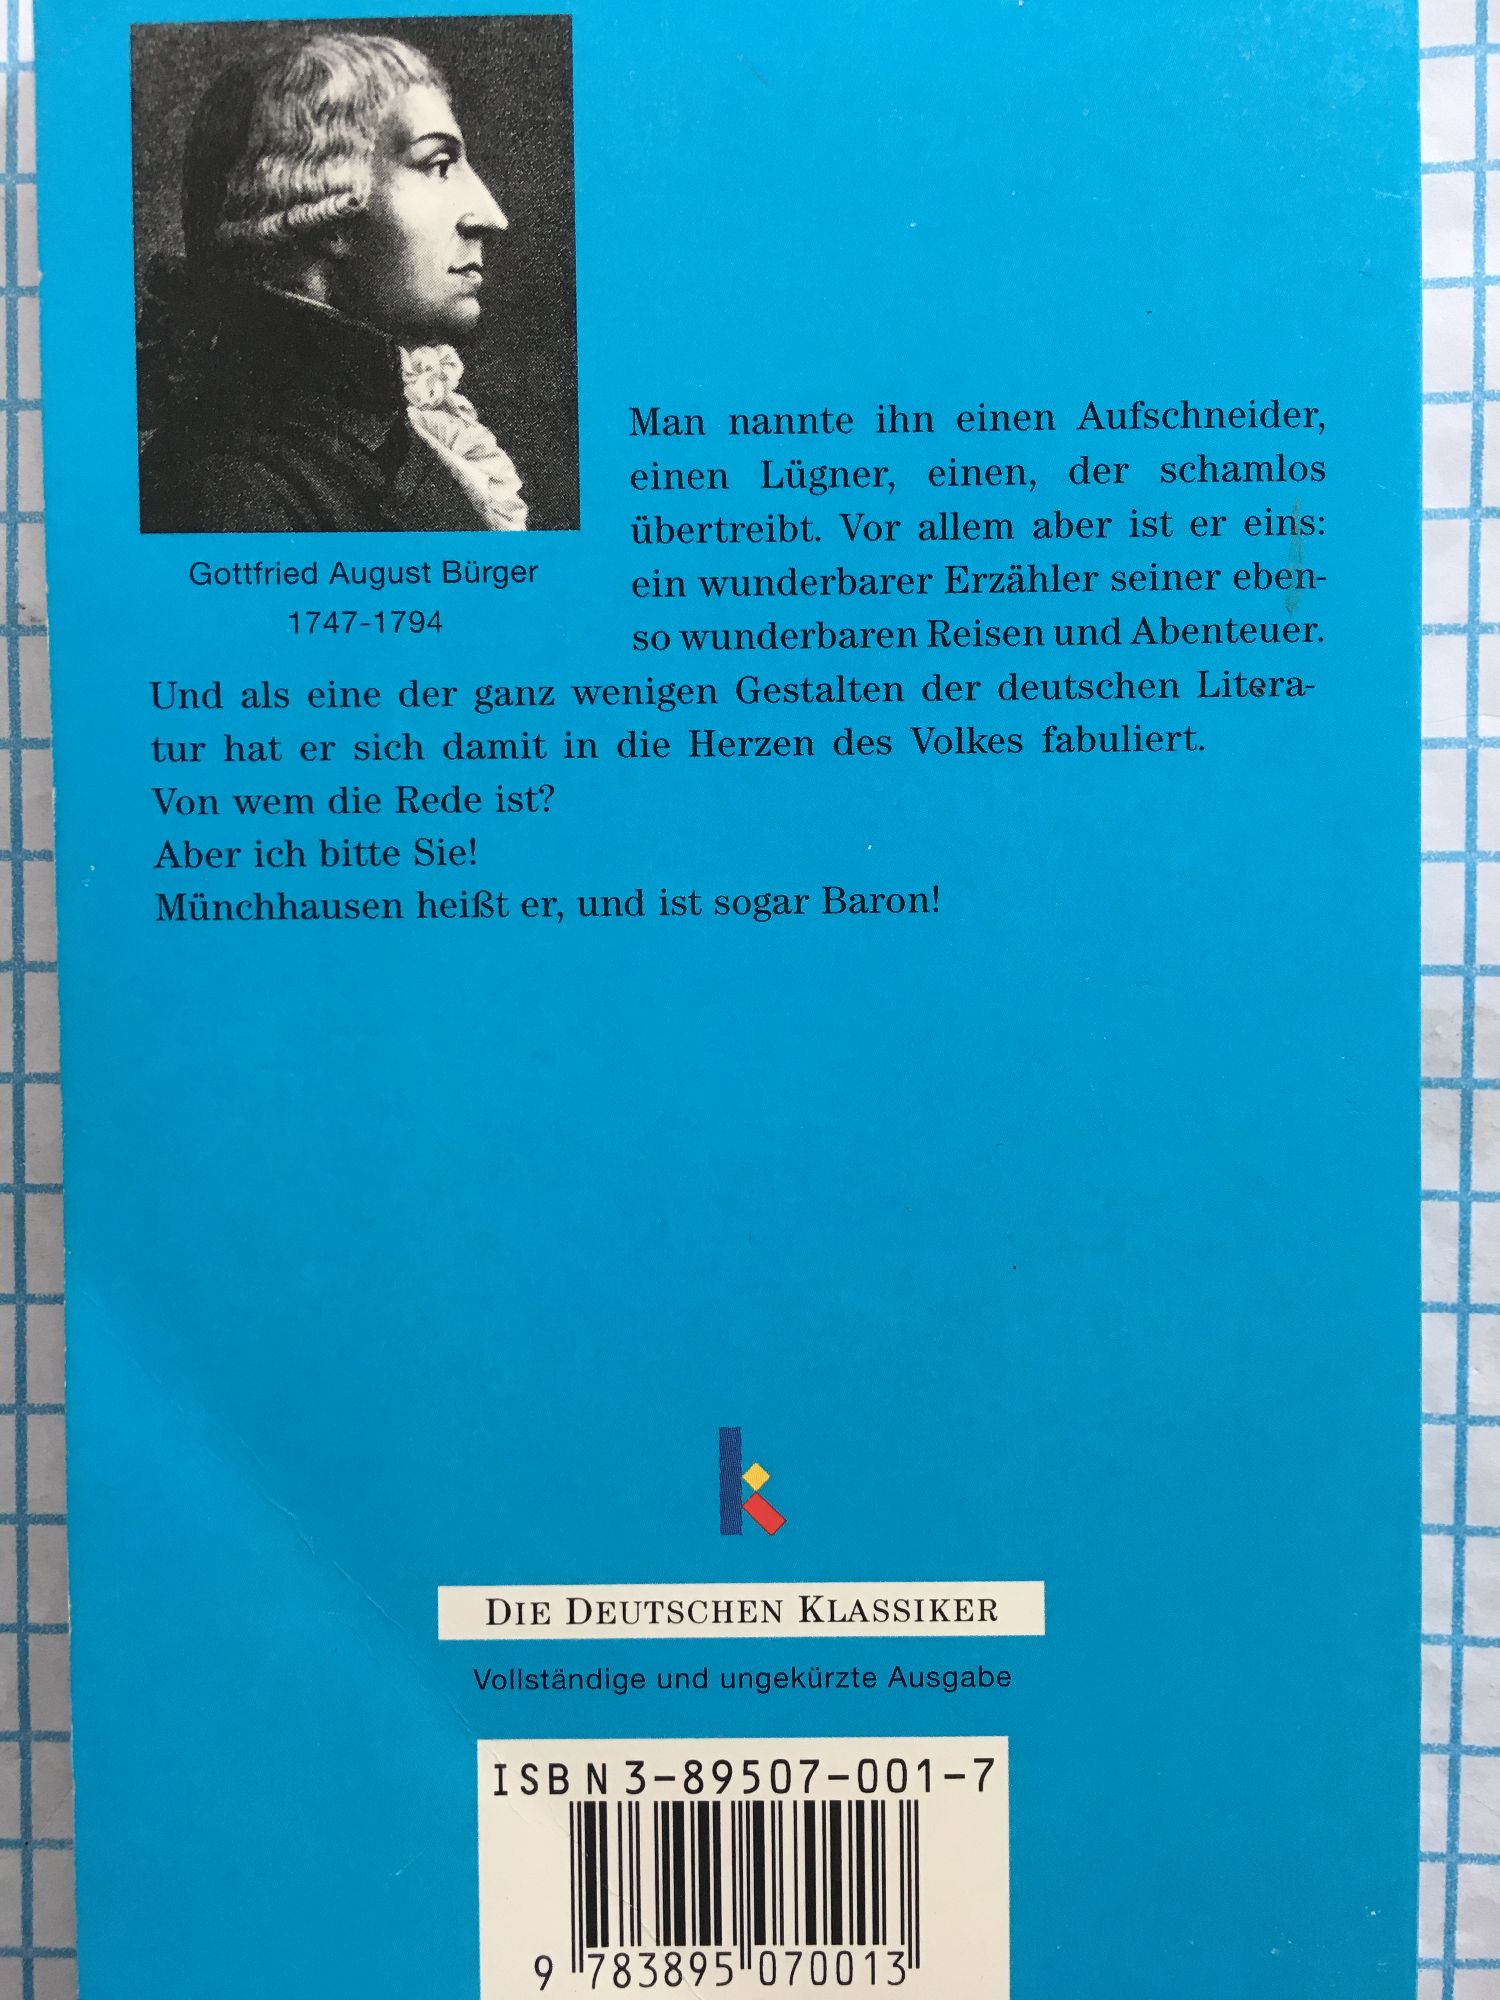 Gottfried August Bürger
1747-1794
Man nannte ihn einen Aufschneider,
einen Lügner, einen, der schamlos
übertreibt. Vor allem aber ist er eins:
ein wunderbarer Erzähler seiner eben-
so wunderbaren Reisen und Abenteuer.
Und als eine der ganz wenigen Gestalten der deutschen Litera-
tur hat er sich damit in die Herzen des Volkes fabuliert.
Von wem die Rede ist?
Aber ich bitte Sie!
Münchhausen heißt er, und ist sogar Baron!
k
DIE DEUTSCHEN KLASSIKER
Vollständige und ungekürzte Ausgabe
ISBN 3-89507-001-7
9 783895 070013